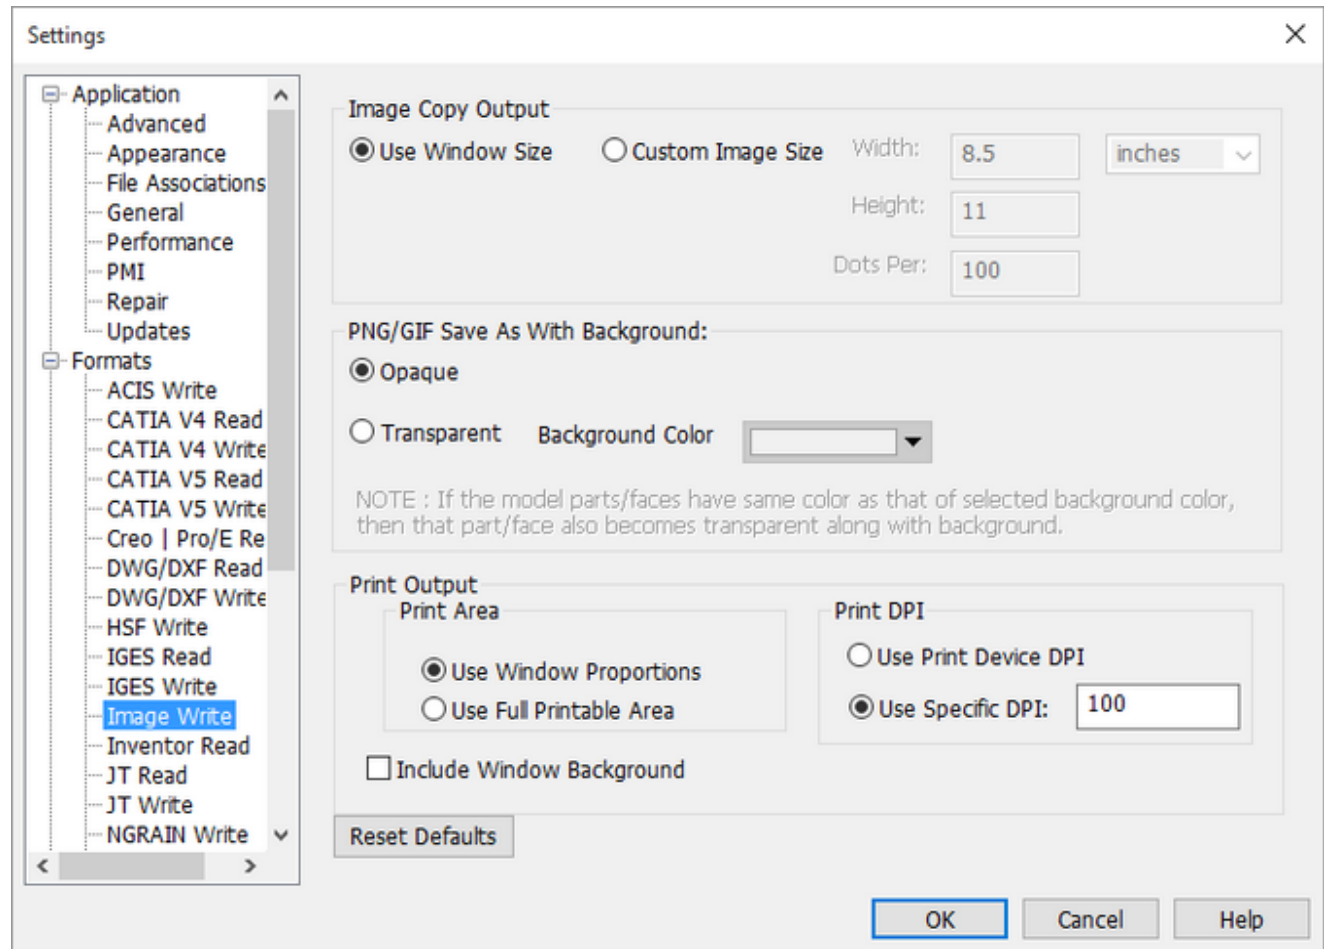 Settings
Application
Advanced
Appearance
File Associations
General
Performance
PMI
Repair
Updates
Formats
ACIS Write
CATIA V4 Read
CATIA V4 Write
CATIA V5 Read
CATIA V5 Write
Creo | Pro/E Re
DWG/DXF Read
DWG/DXF Write
HSF Write
IGES Read
IGES Write
Image Write
Inventor Read
JT Read
JT Write
NGRAIN Write
Image Copy Output
Use Window Size Custom Image Size Width: 8.5 inches
Height: 11
Dots Per: 100
PNG/GIF Save As With Background:
Opaque
Transparent Background Color
NOTE : If the model parts/faces have same color as that of selected background color,
then that part/face also becomes transparent along with background.
Print Output
Print Area
Use Window Proportions
Use Full Printable Area
Print DPI
Use Print Device DPI
Use Specific DPI: 100
Include Window Background
Reset Defaults
OK Cancel Help